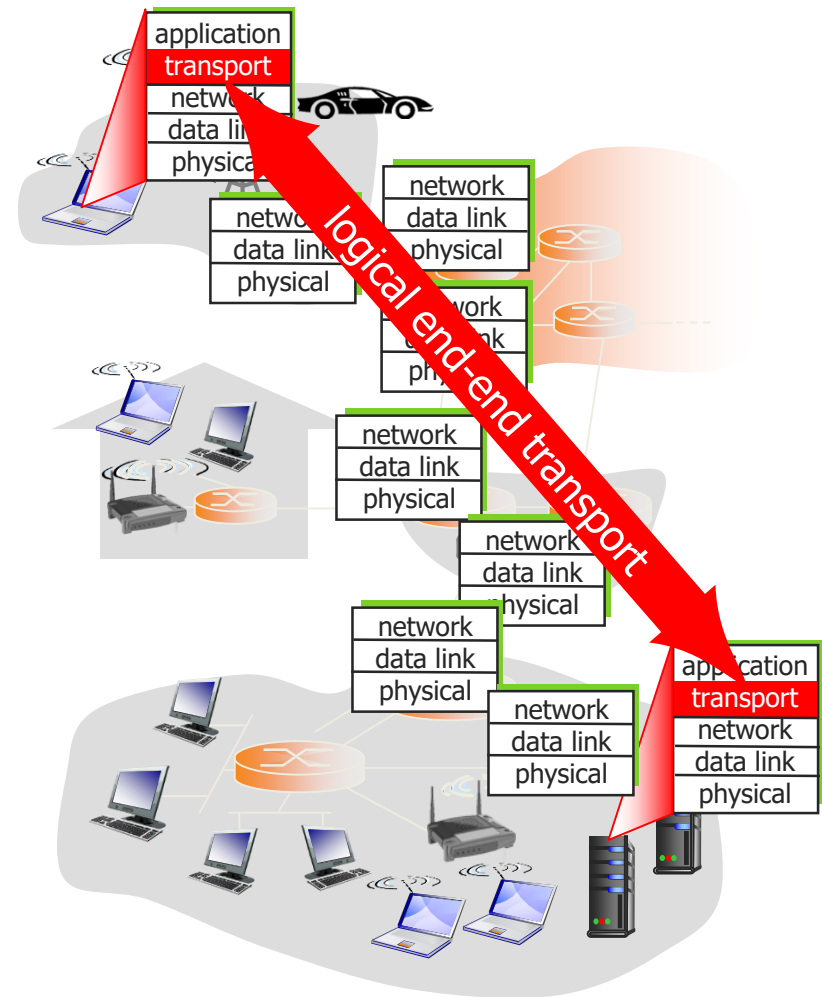 application
transport
network
data link
physical
network
data link
physical
network
data link
physical
network
data link
physical
logical end-end transport
network
data link
physical
network
data link
physical
network
data link
physical
network
data link
physical
application
transport
network
data link
physical